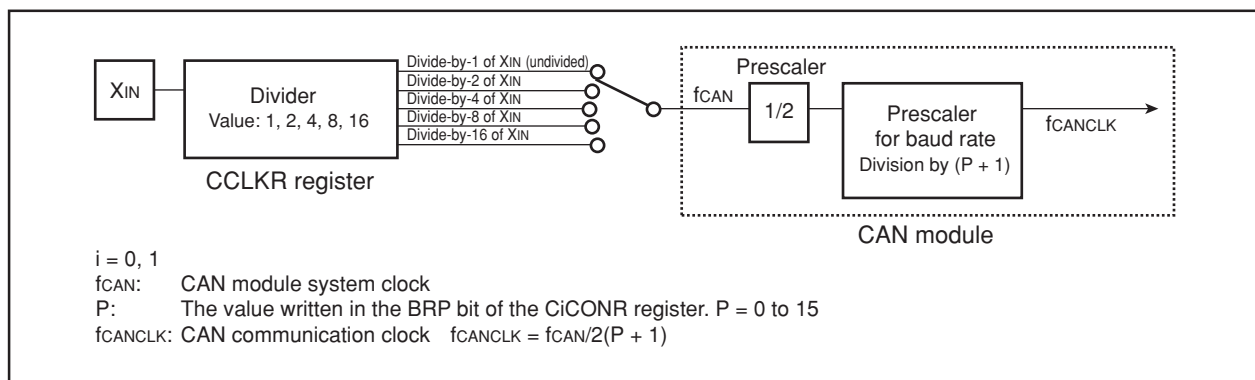 XIN
Divider
Value: 1, 2, 4, 8, 16
CCLKR register
Divide-by-1 of XIN (undivided)
Divide-by-2 of XIN
Divide-by-4 of XIN
Divide-by-8 of XIN
Divide-by-16 of XIN
fCAN
Prescaler
1/2
Prescaler
for baud rate
Division by (P + 1)
fCANCLK
CAN module
i = 0, 1
fCAN: CAN module system clock
P: The value written in the BRP bit of the CiCONR register. P = 0 to 15
fCANCLK: CAN communication clock fCANCLK = fCAN/2(P + 1)